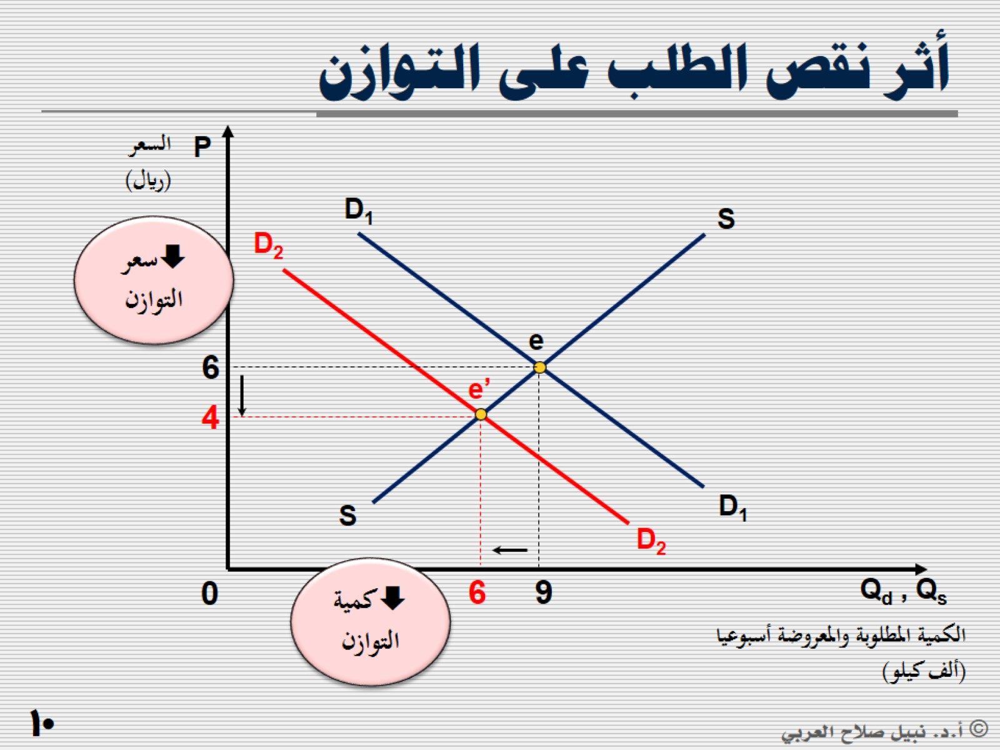 أثر نقص الطلب على التوازن
السعر
(ريال)
P
D1
S
D2
⬇سعر
التوازن
e
6
e’
4
S
D1
D2
0
6
9
Qd , Qs
⬇كمية
التوازن
الكمية المطلوبة والمعروضة أسبوعيا
(ألف كيلو)
١٠
© أ.د. نبيل صلاح العربي